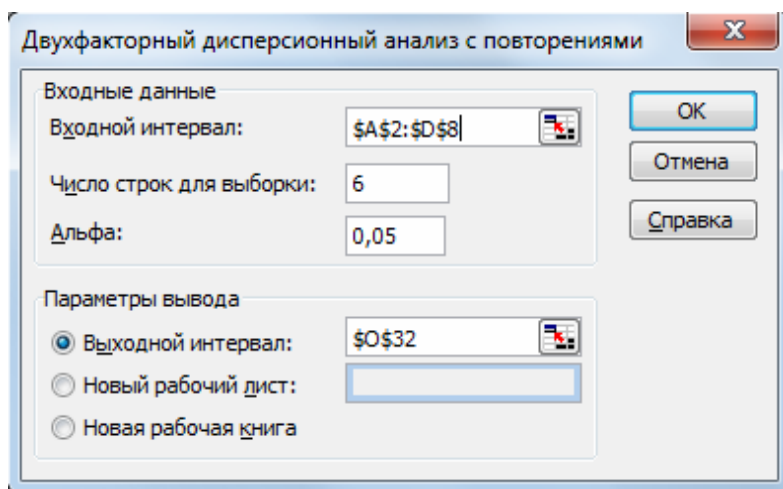 Двухфакторный дисперсионный анализ с повторениями
Входные данные
Входной интервал: $A$2:$D$8
Число строк для выборки: 6
Альфа: 0,05
OK
Отмена
Справка
Параметры вывода
Выходной интервал: $O$32
Новый рабочий лист:
Новая рабочая книга